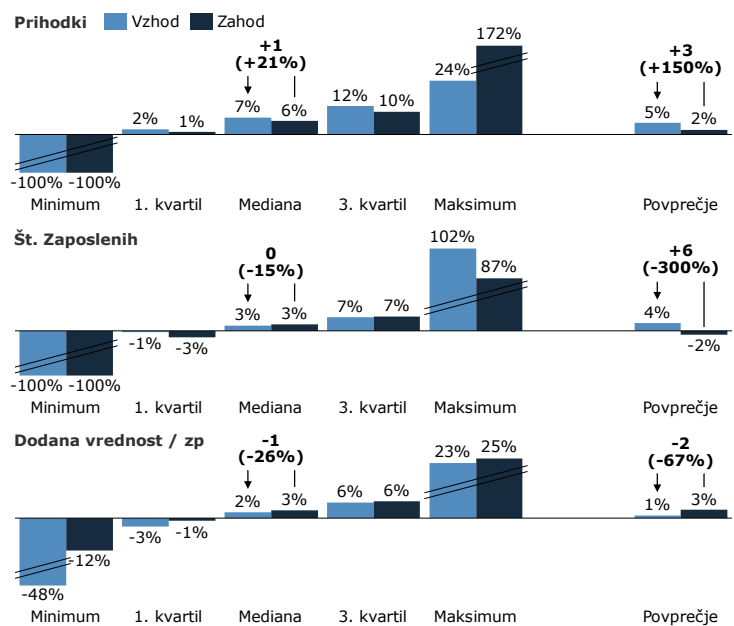 Prihodki Vzhod Zahod
+1
(+21%)
+3
(+150%)
-100% -100% 2% 1% 7% 6% 12% 10% 24% 172% 5% 2%
Minimum 1. kvartil Mediana 3. kvartil Maksimum Povprečje
Št. Zaposlenih
0
(-15%)
+6
(-300%)
-100% -100% -1% -3% 3% 3% 7% 7% 102% 87% 4% -2%
Minimum 1. kvartil Mediana 3. kvartil Maksimum Povprečje
Dodana vrednost / zp
-1
(-26%)
-2
(-67%)
-48% -12% -3% -1% 2% 3% 6% 6% 23% 25% 1% 3%
Minimum 1. kvartil Mediana 3. kvartil Maksimum Povprečje